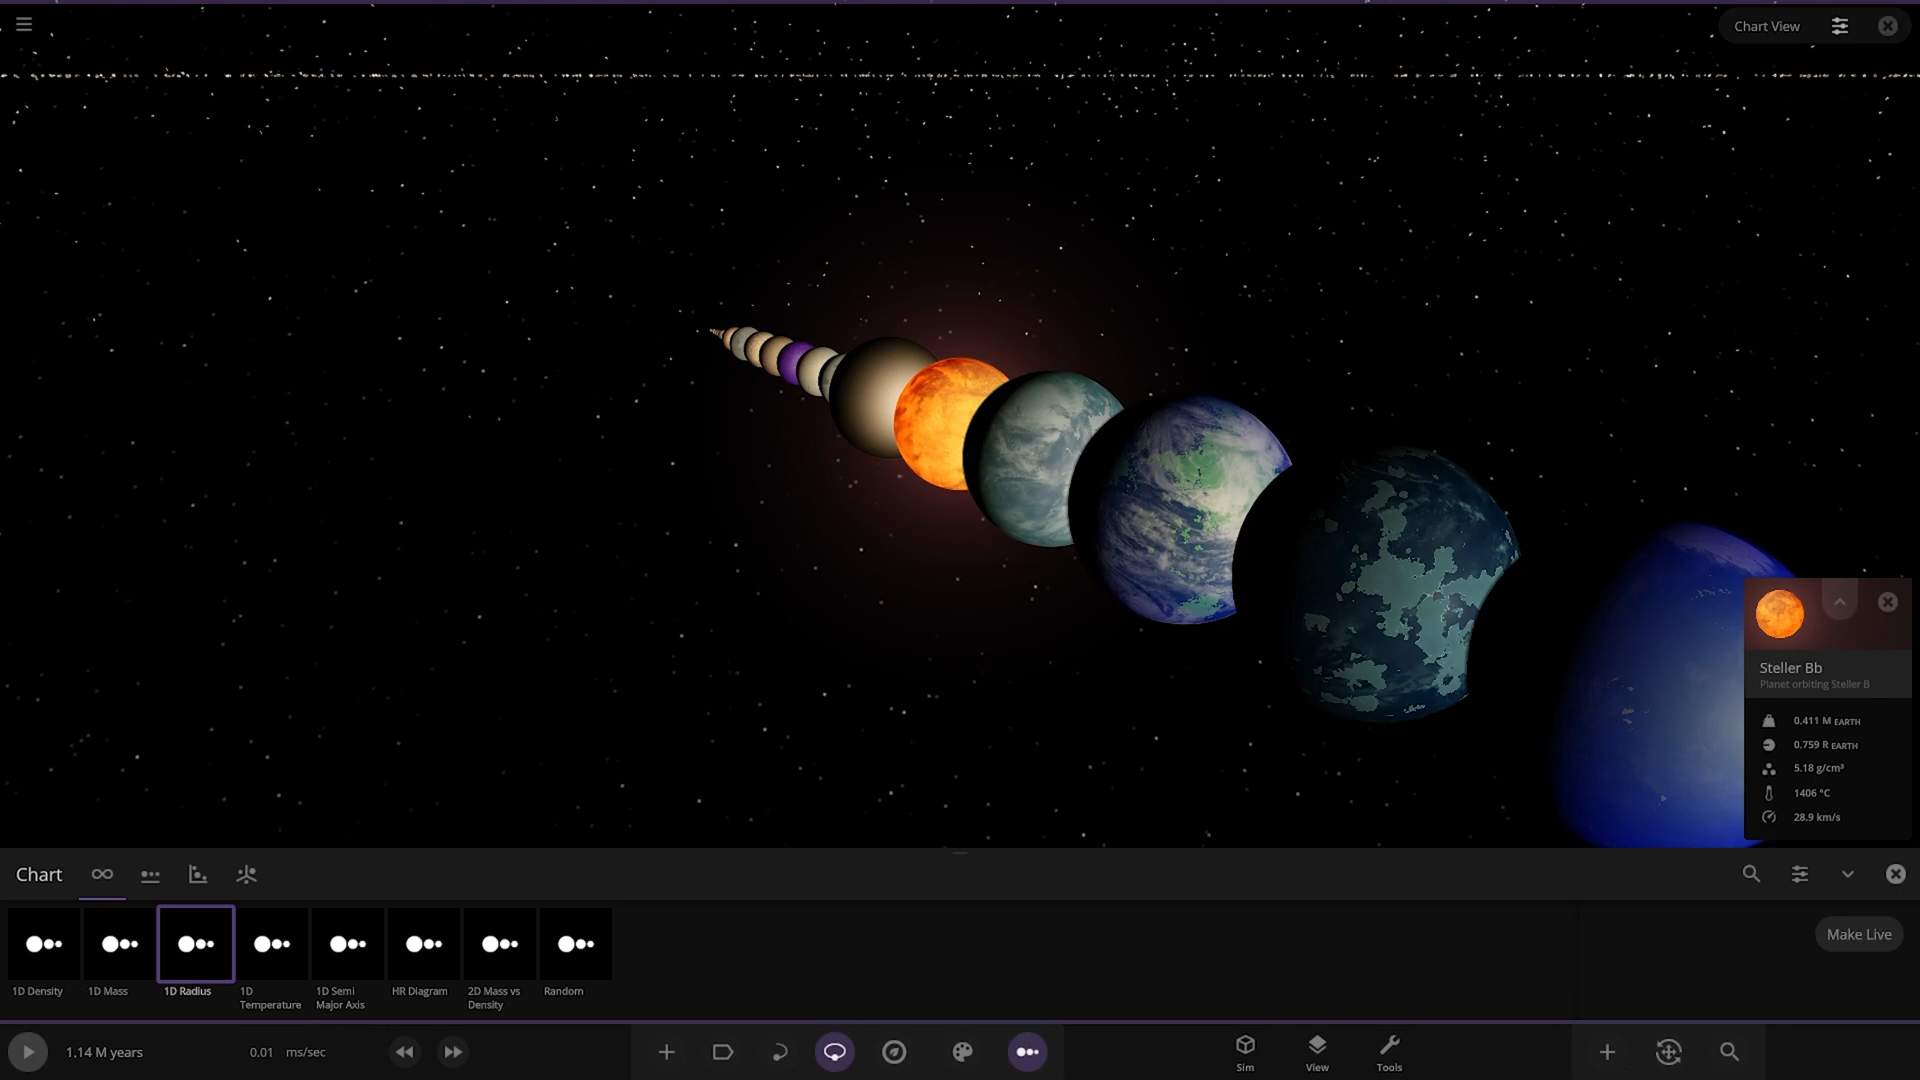 Chart View
Steller Bb
Planet orbiting Steller B
0.411 M EARTH
0.759 R EARTH
5.18 g/cm³
1406 °C
28.9 km/s
Chart
1D Density
1D Mass
1D Radius
1D
Temperature
1D Semi
Major Axis
HR Diagram
2D Mass vs
Density
Random
Make Live
1.14 M years
0.01 ms/sec
Sim
View
Tools